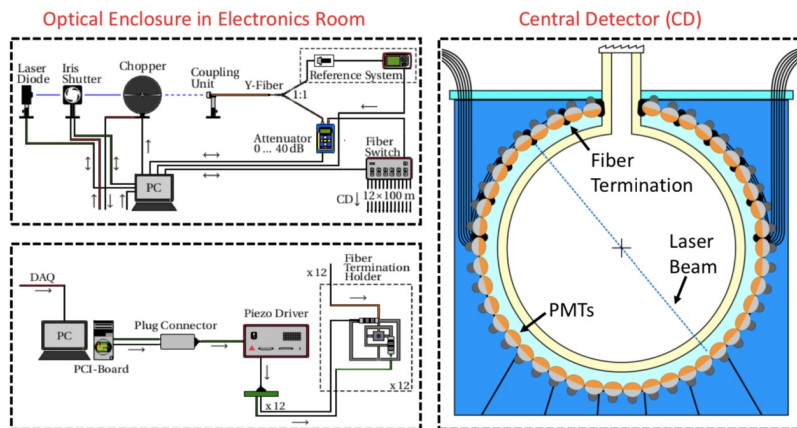 Optical Enclosure in Electronics Room
Central Detector (CD)
Laser
Diode
Iris
Shutter
Chopper
Coupling
Unit
Y-Fiber
1:1
Reference System
Attenuator
0 ... 40 dB
Fiber
Switch
PC
CD
12×100 m
DAQ
PC
PCI-Board
Plug Connector
Piezo Driver
x 12
Fiber
Termination
Holder
x 12
x 12
Fiber
Termination
Laser
Beam
PMTs